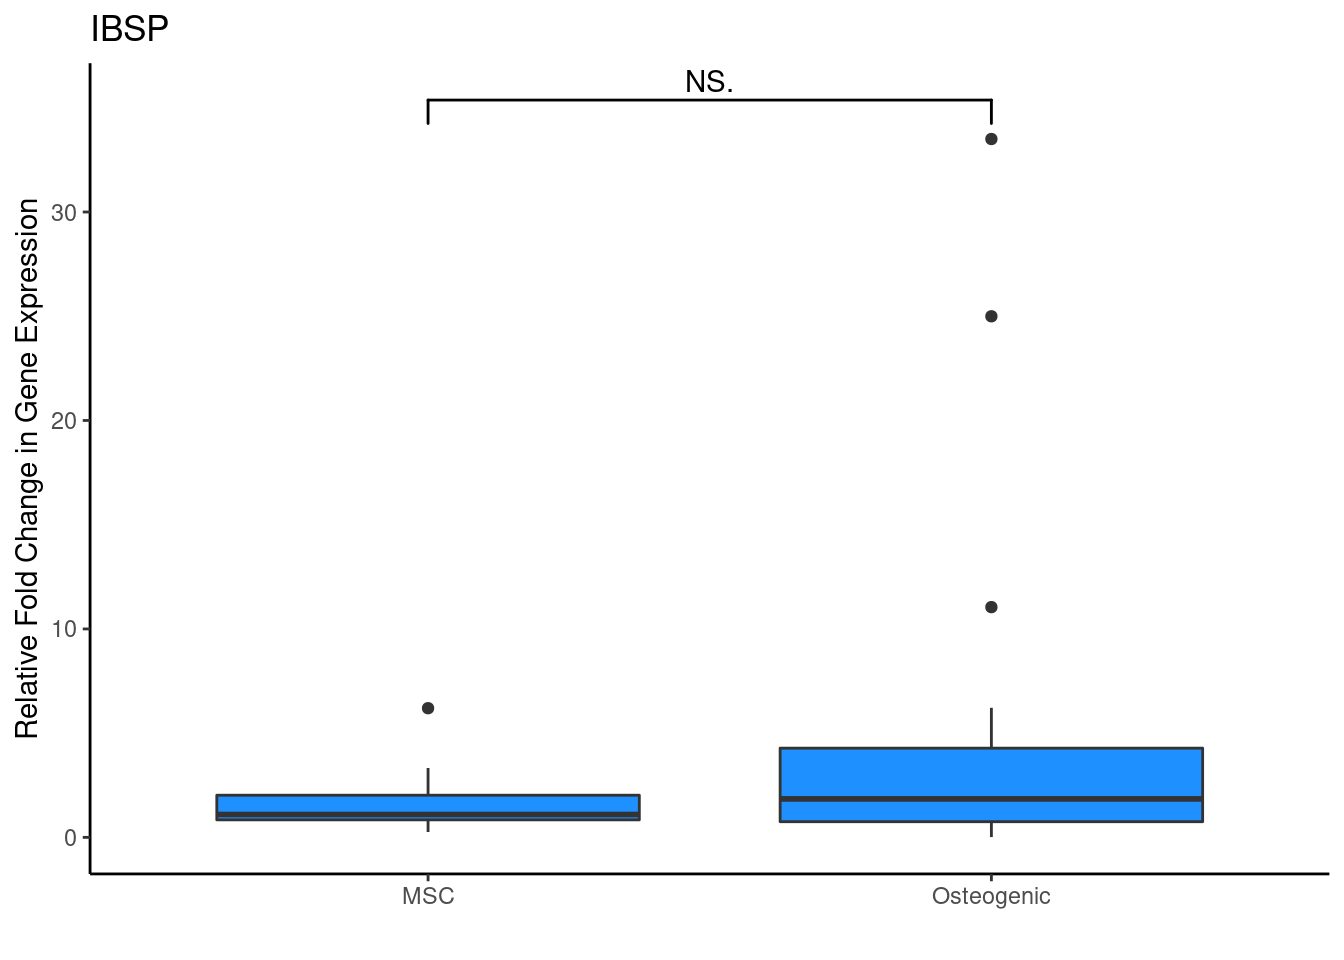 IBSP
NS.
Relative Fold Change in Gene Expression
30
20
10
0
MSC
Osteogenic